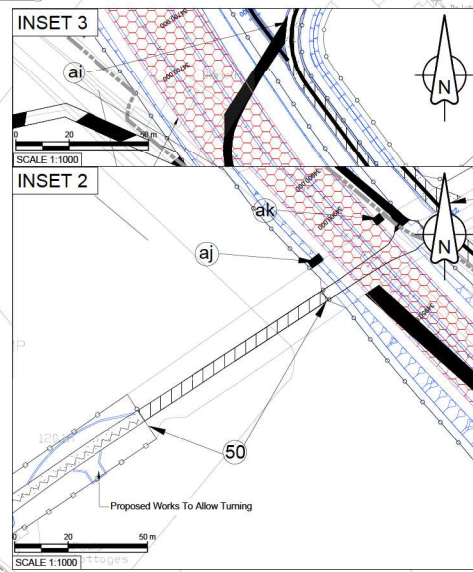 INSET 3
ai
N
0 20 50 m
SCALE 1:1000
INSET 2
ak
N
aj
50
Proposed Works To Allow Turning
0 20 50 m
SCALE 1:1000